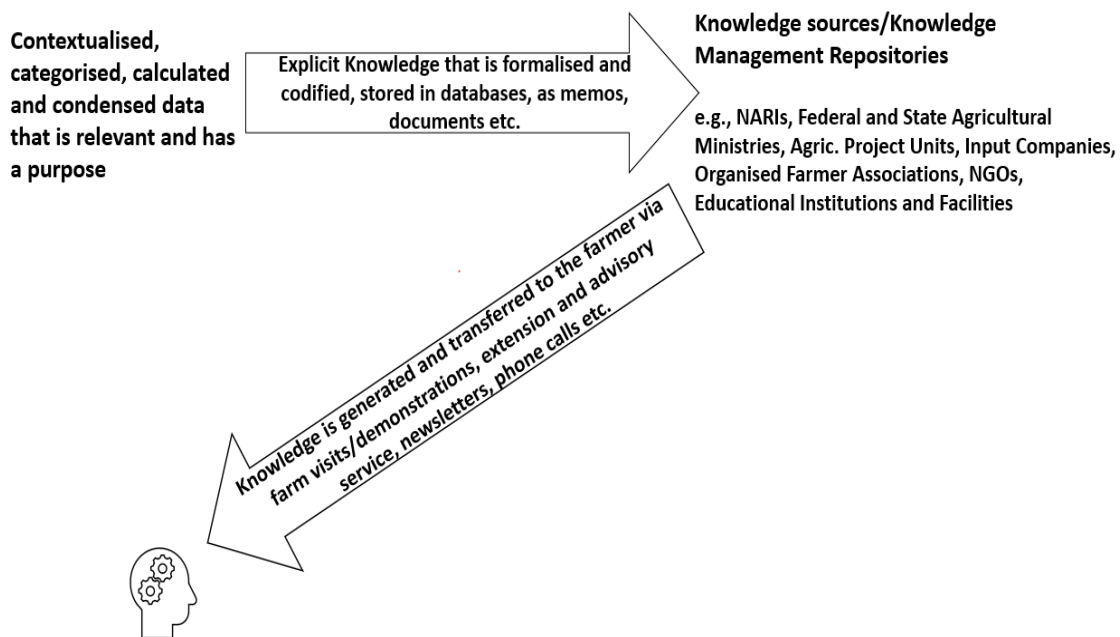 Contextualised,
categorised, calculated
and condensed data
that is relevant and has
a purpose
Explicit Knowledge that is formalised and
codified, stored in databases, as memos,
documents etc.
Knowledge sources/Knowledge
Management Repositories
e.g., NARIs, Federal and State Agricultural
Ministries, Agric. Project Units, Input Companies,
Organised Farmer Associations, NGOs,
Educational Institutions and Facilities
Knowledge is generated and transferred to the farmer via
farm visits/demonstrations, extension and advisory
service, newsletters, phone calls etc.